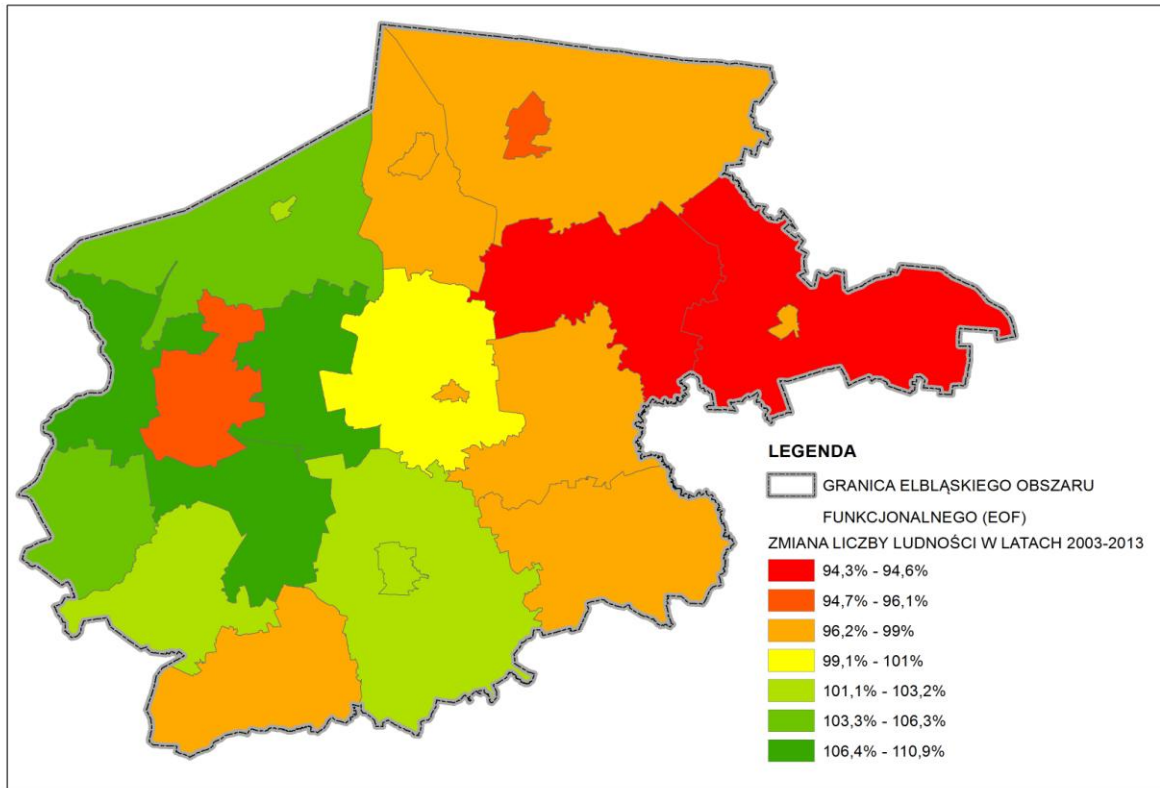 LEGENDA
GRANICA ELBLĄSKIEGO OBSZARU
FUNKCJONALNEGO (EOF)
ZMIANA LICZBY LUDNOŚCI W LATACH 2003-2013
94,3% - 94,6%
94,7% - 96,1%
96,2% - 99%
99,1% - 101%
101,1% - 103,2%
103,3% - 106,3%
106,4% - 110,9%